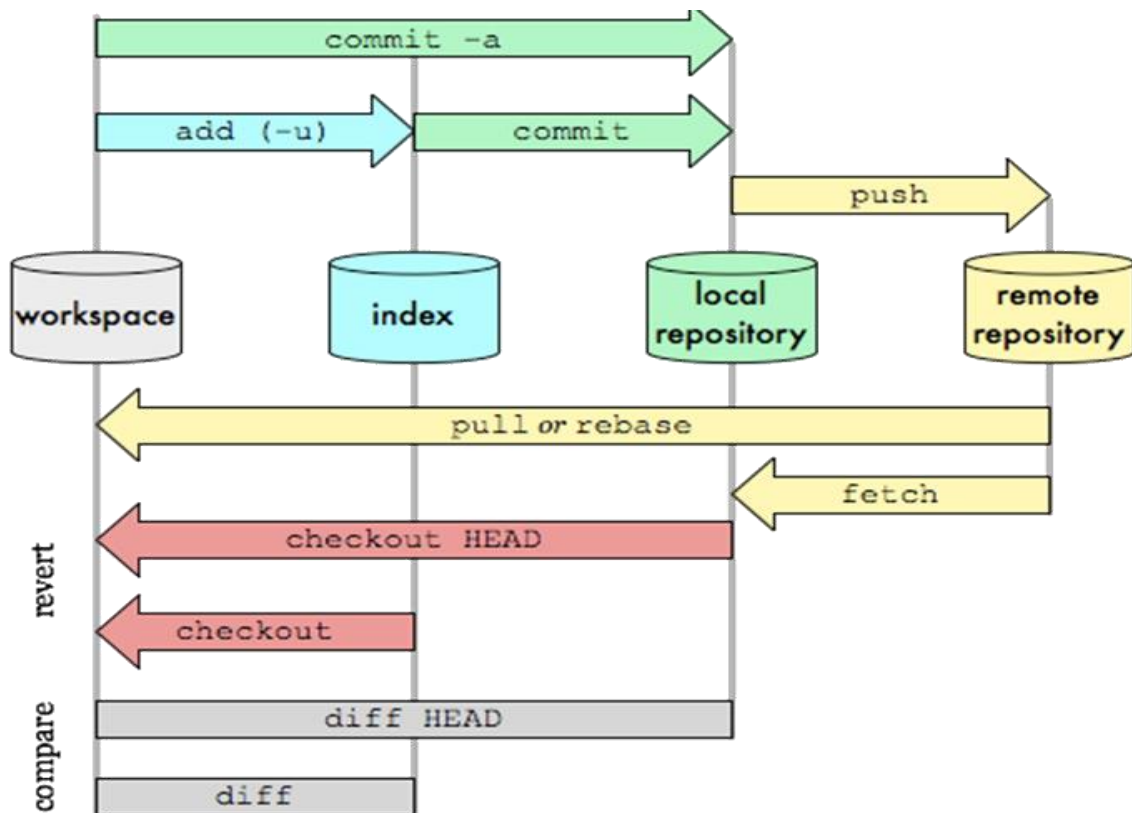 commit -a
add (-u)
commit
push
workspace
index
local
repository
remote
repository
pull or rebase
fetch
revert
checkout HEAD
checkout
compare
diff HEAD
diff